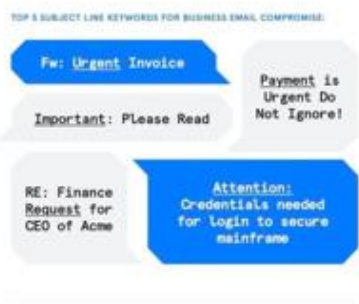 TOP 5 SUBJECT LINE KEYWORDS FOR BUSINESS EMAIL COMPROMISE:
Fw: Urgent Invoice
Payment is
Urgent Do
Not Ignore!
Important: Please Read
RE: Finance
Request for
CEO of Acme
Attention:
Credentials needed
for login to secure
mainframe